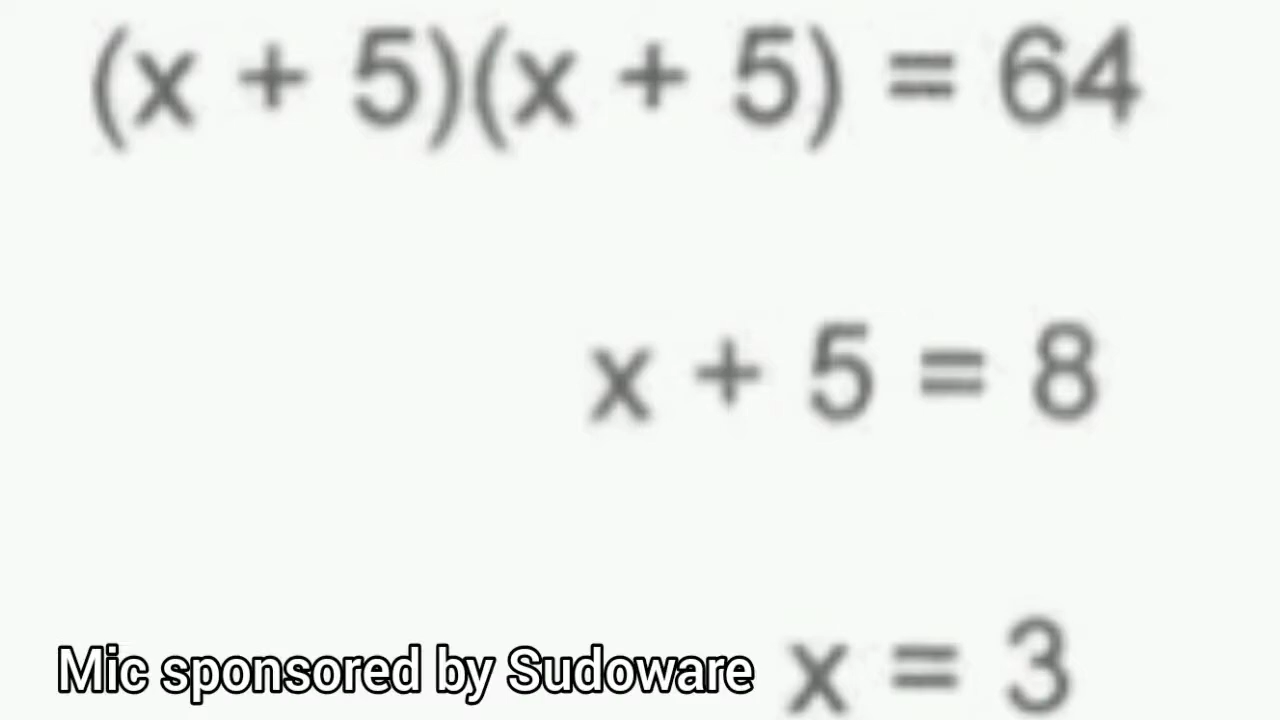 (x + 5)(x + 5) = 64
x + 5 = 8
Mic sponsored by Sudoware x = 3